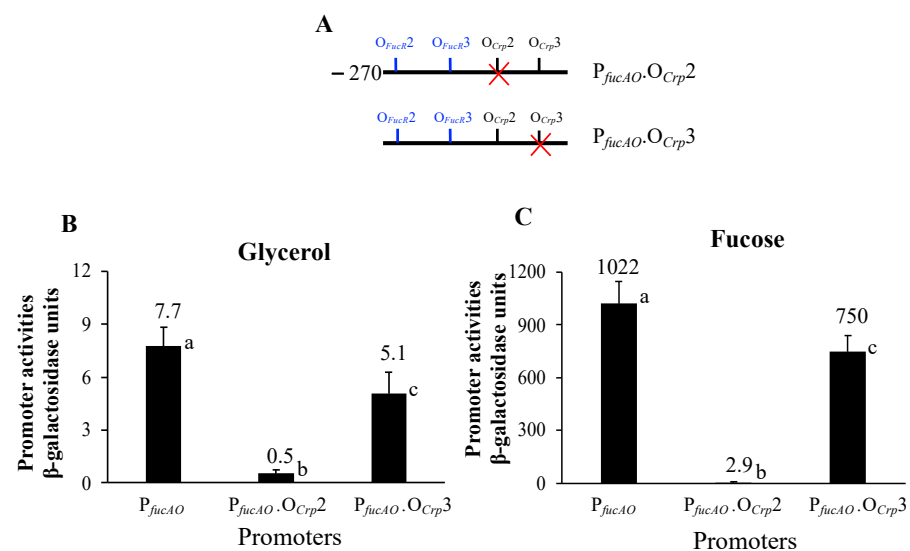 A
O_FucR2 O_FucR3 O_Crp2 O_Crp3
–270 P_fucAO.O_Crp2
O_FucR2 O_FucR3 O_Crp2 O_Crp3
P_fucAO.O_Crp3
B
Glycerol
Promoter activities
β-galactosidase units
12
9
6
3
0
7.7
a
0.5
b
5.1
c
P_fucAO P_fucAO.O_Crp2 P_fucAO.O_Crp3
Promoters
C
Fucose
Promoter activities
β-galactosidase units
1200
900
600
300
0
1022
a
2.9
b
750
c
P_fucAO P_fucAO.O_Crp2 P_fucAO.O_Crp3
Promoters